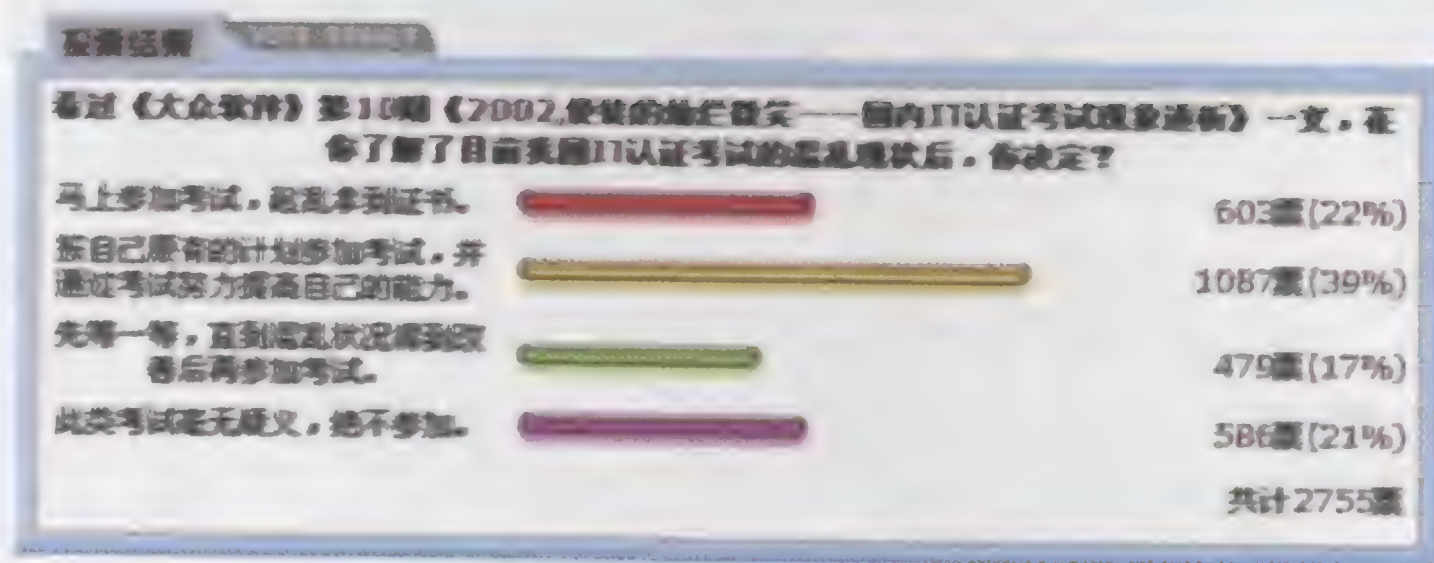 投票结果
看过《大众软件》第10期《2002,
国内IT认证考试现象透析》一文,在
你了解了目前我国IT认证考试的混乱现状后,你决定?
马上参加考试,趁乱拿到证书。
603票(22%)
按自己原有的计划参加考试,并
通过考试努力提高自己的能力。
1087票(39%)
先等一等,直到混乱状况得到改
善后再参加考试。
479票(17%)
此类考试毫无意义,绝不参加。
586票(21%)
共计2755票